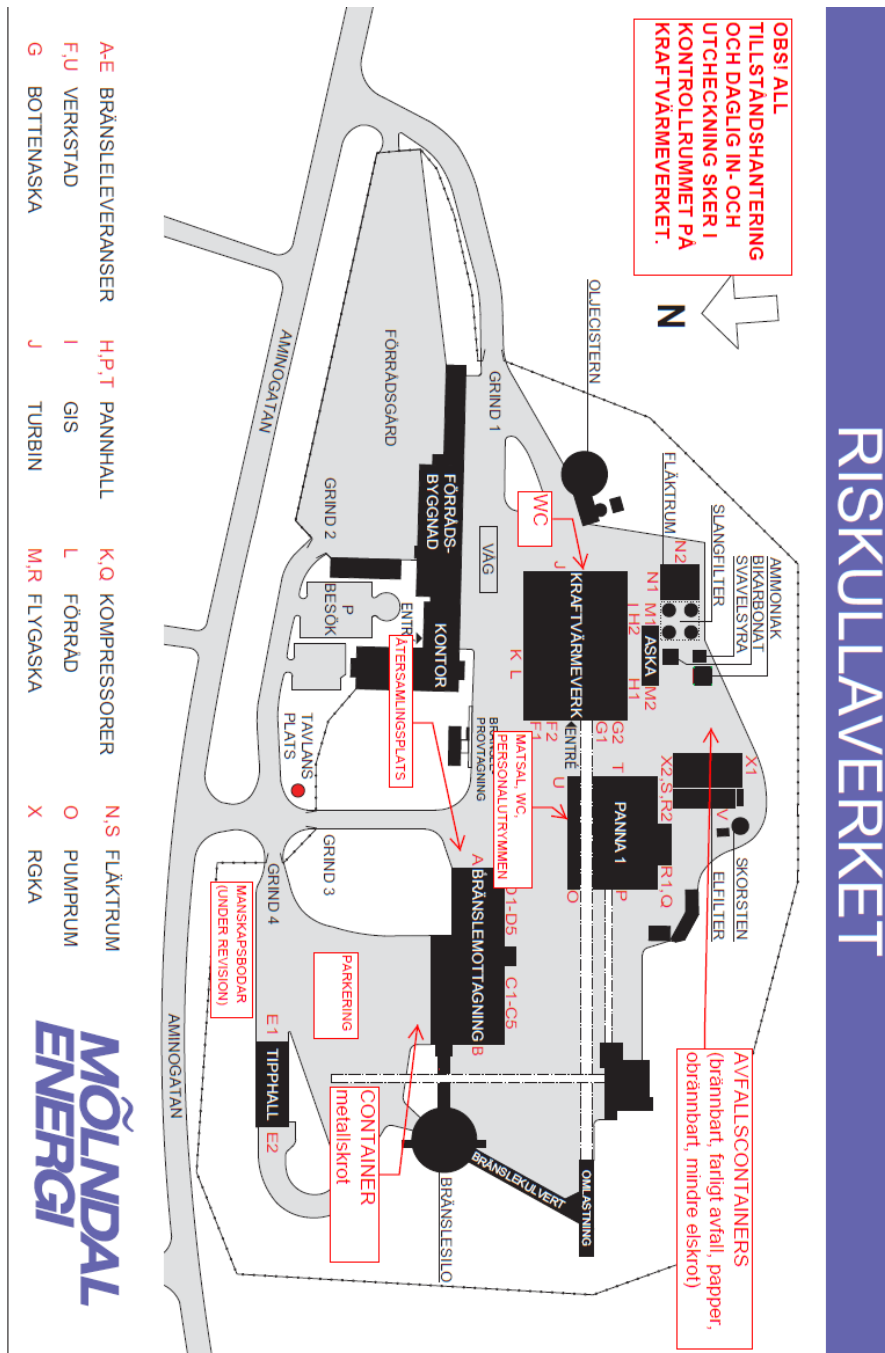 RISKULLAVERKET
OBS! ALL
TILLSTÅNDSHANTERING
OCH DAGLIG IN- OCH
UTCHECKNING SKER I
KONTROLLRUMMET PÅ
KRAFTVÄRMEVERKET.
N
OLJECISTERN
FLÄKTRUM
SLANGFILTER
AMMONIAK
BIKARBONAT
SVAVELSYRA
SKORSTEN
ELFILTER
AVFALLSCONTAINERS
(brännbart, farligt avfall, papper,
obrännbart, mindre elskrot)
N2
N1
M1
ASKA
M2
I H2
H1
X1
X2,S,R2
V
R1,Q
WC
J
KRAFTVÄRMEVERK
ENTRÉ
K L
G2
G1
F2
F1
T
U
PANNA 1
P
O
MATSAL, WC,
PERSONALUTRYMMEN
GRIND 1
VÅG
FÖRRÅDSGÅRD
FÖRRÅDS-
BYGGNAD
KONTOR
ENTR
ÅTERSAMLINGSPLATS
PROVTAGNING
GRIND 2
P
BESÖK
TAVLANS
PLATS
A
BRÄNSLEMOTTAGNING
B
D1-D5
C1-C5
GRIND 3
GRIND 4
MANSKAPSBODAR
(UNDER REVISION)
PARKERING
CONTAINER
metallskrot
E1
TIPPHALL
E2
BRÄNSLESILO
BRÄNSLEKULVERT
OMLASTNING
AMINOGATAN
AMINOGATAN
A-E BRÄNSLELEVERANSER
F,U VERKSTAD
G BOTTENASKA
H,P,T PANNHALL
I GIS
J TURBIN
K,Q KOMPRESSORER
L FÖRRÅD
M,R FLYGASKA
N,S FLÄKTRUM
O PUMPRUM
X RGKA
MÖLNDAL
ENERGI